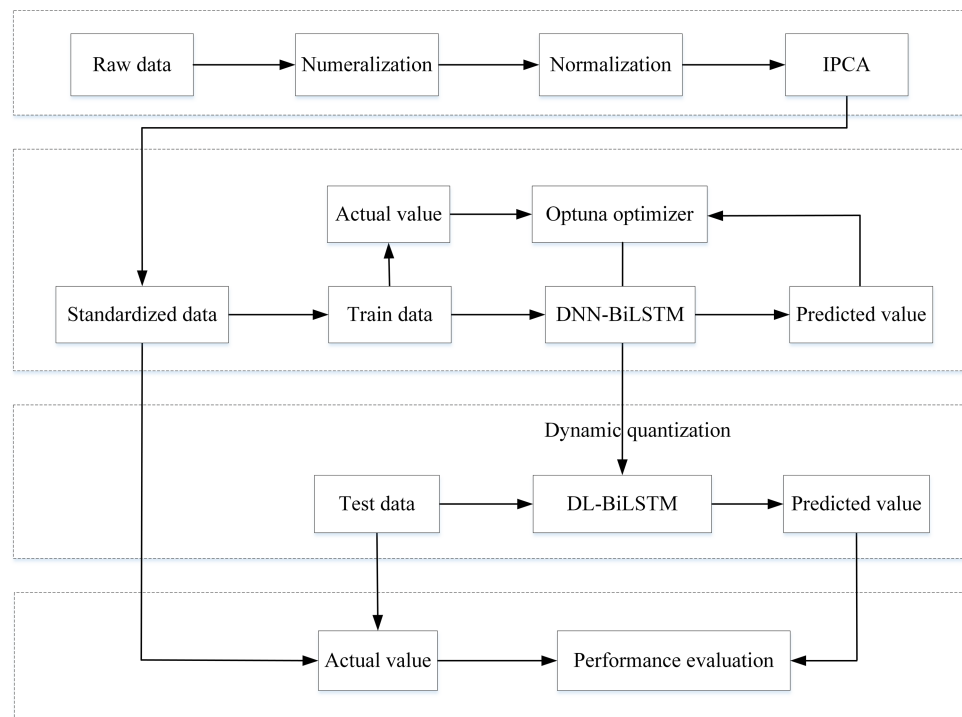 Raw data
Numeralization
Normalization
IPCA
Actual value
Optuna optimizer
Standardized data
Train data
DNN-BiLSTM
Predicted value
Dynamic quantization
Test data
DL-BiLSTM
Predicted value
Actual value
Performance evaluation